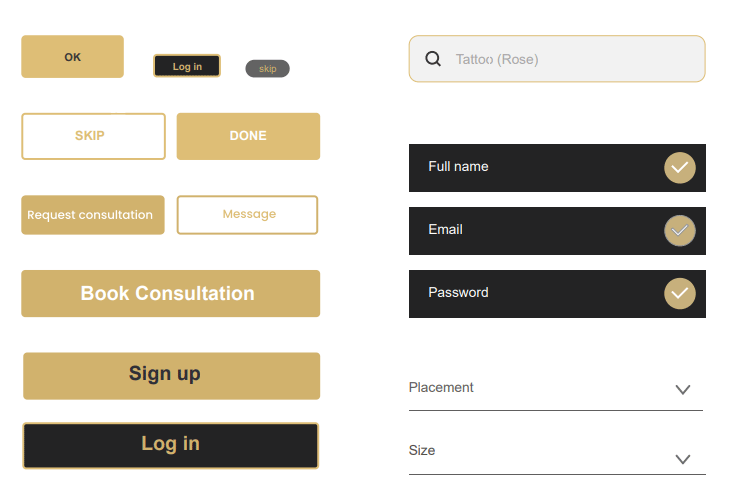 OK
Log in
skip
SKIP
DONE
Request consultation
Message
Book Consultation
Sign up
Log in
Tattoo (Rose)
Full name
Email
Password
Placement
Size